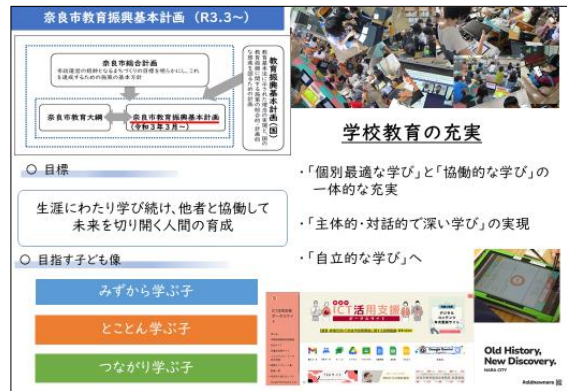 奈良市教育振興基本計画 (R3.3~)
奈良市総合計画
奈良市教育大綱
奈良市教育振興基本計画
(令和3年3月~)
教育振興基本計画(国)
○ 目標
生涯にわたり学び続け、他者と協働して
未来を切り開く人間の育成
○ 目指す子ども像
みずから学ぶ子
とことん学ぶ子
つながり学ぶ子
学校教育の充実
・「個別最適な学び」と「協働的な学び」の
一体的な充実
・「主体的・対話的で深い学び」の実現
・「自立的な学び」へ
ICT活用支援
Old History,
New Discovery.
NARA CITY